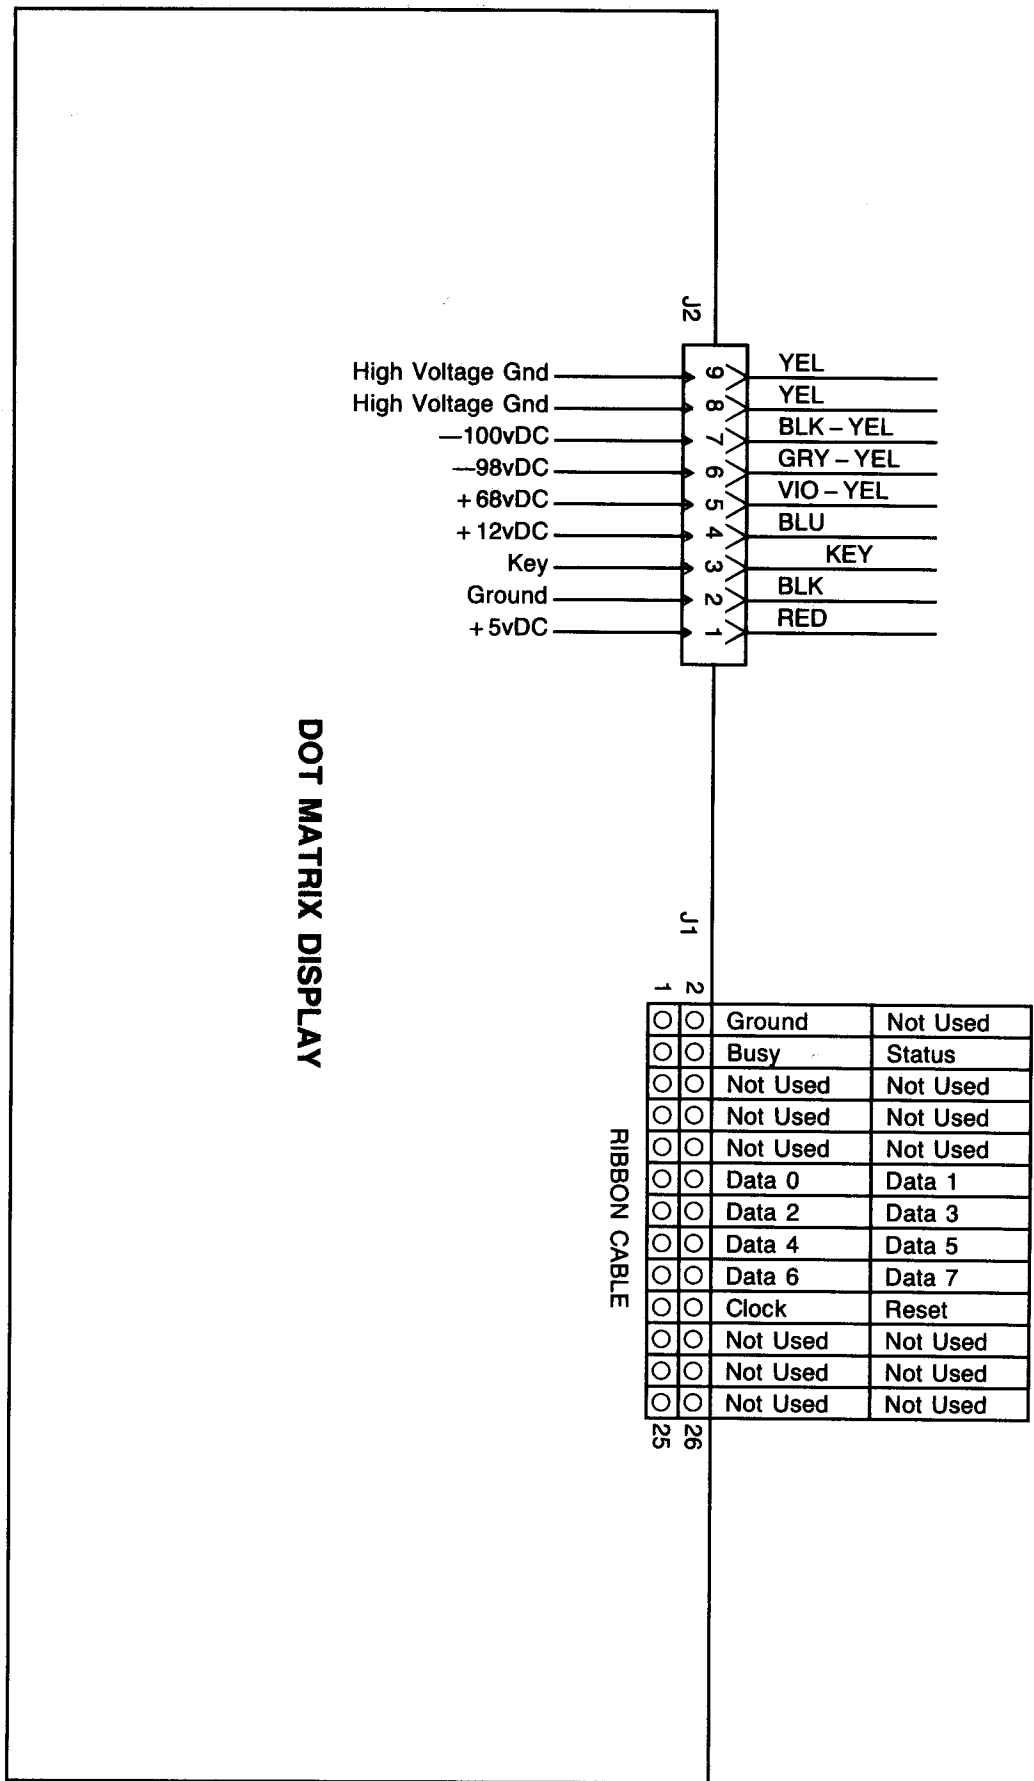 J2
High Voltage Gnd 9 YEL
High Voltage Gnd 8 YEL
—100vDC 7 BLK – YEL
—98vDC 6 GRY – YEL
+68vDC 5 VIO – YEL
+12vDC 4 BLU
Key 3 KEY
Ground 2 BLK
+5vDC 1 RED
DOT MATRIX DISPLAY
J1
1 2
Ground Not Used
Busy Status
Not Used Not Used
Not Used Not Used
Not Used Not Used
Data 0 Data 1
Data 2 Data 3
Data 4 Data 5
Data 6 Data 7
Clock Reset
Not Used Not Used
Not Used Not Used
Not Used Not Used
25 26
RIBBON CABLE